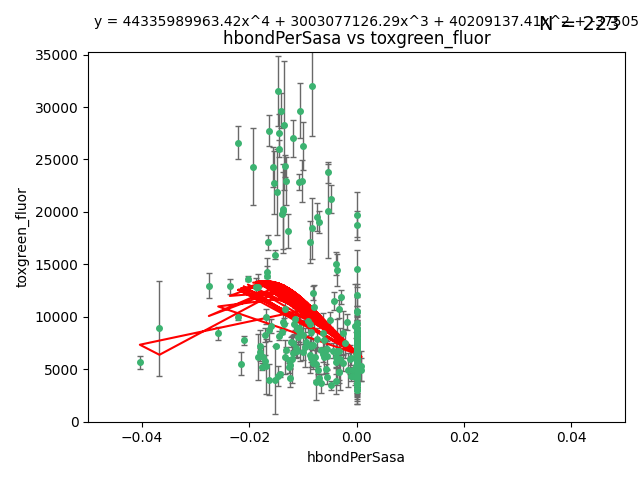 y = 44335989963.42x^4 + 3003077126.29x^3 + 40209137.41x^2 +
N = 223
hbondPerSasa vs toxgreen_fluor
35000
30000
25000
20000
15000
10000
5000
0
toxgreen_fluor
−0.04
−0.02
0.00
0.02
0.04
hbondPerSasa